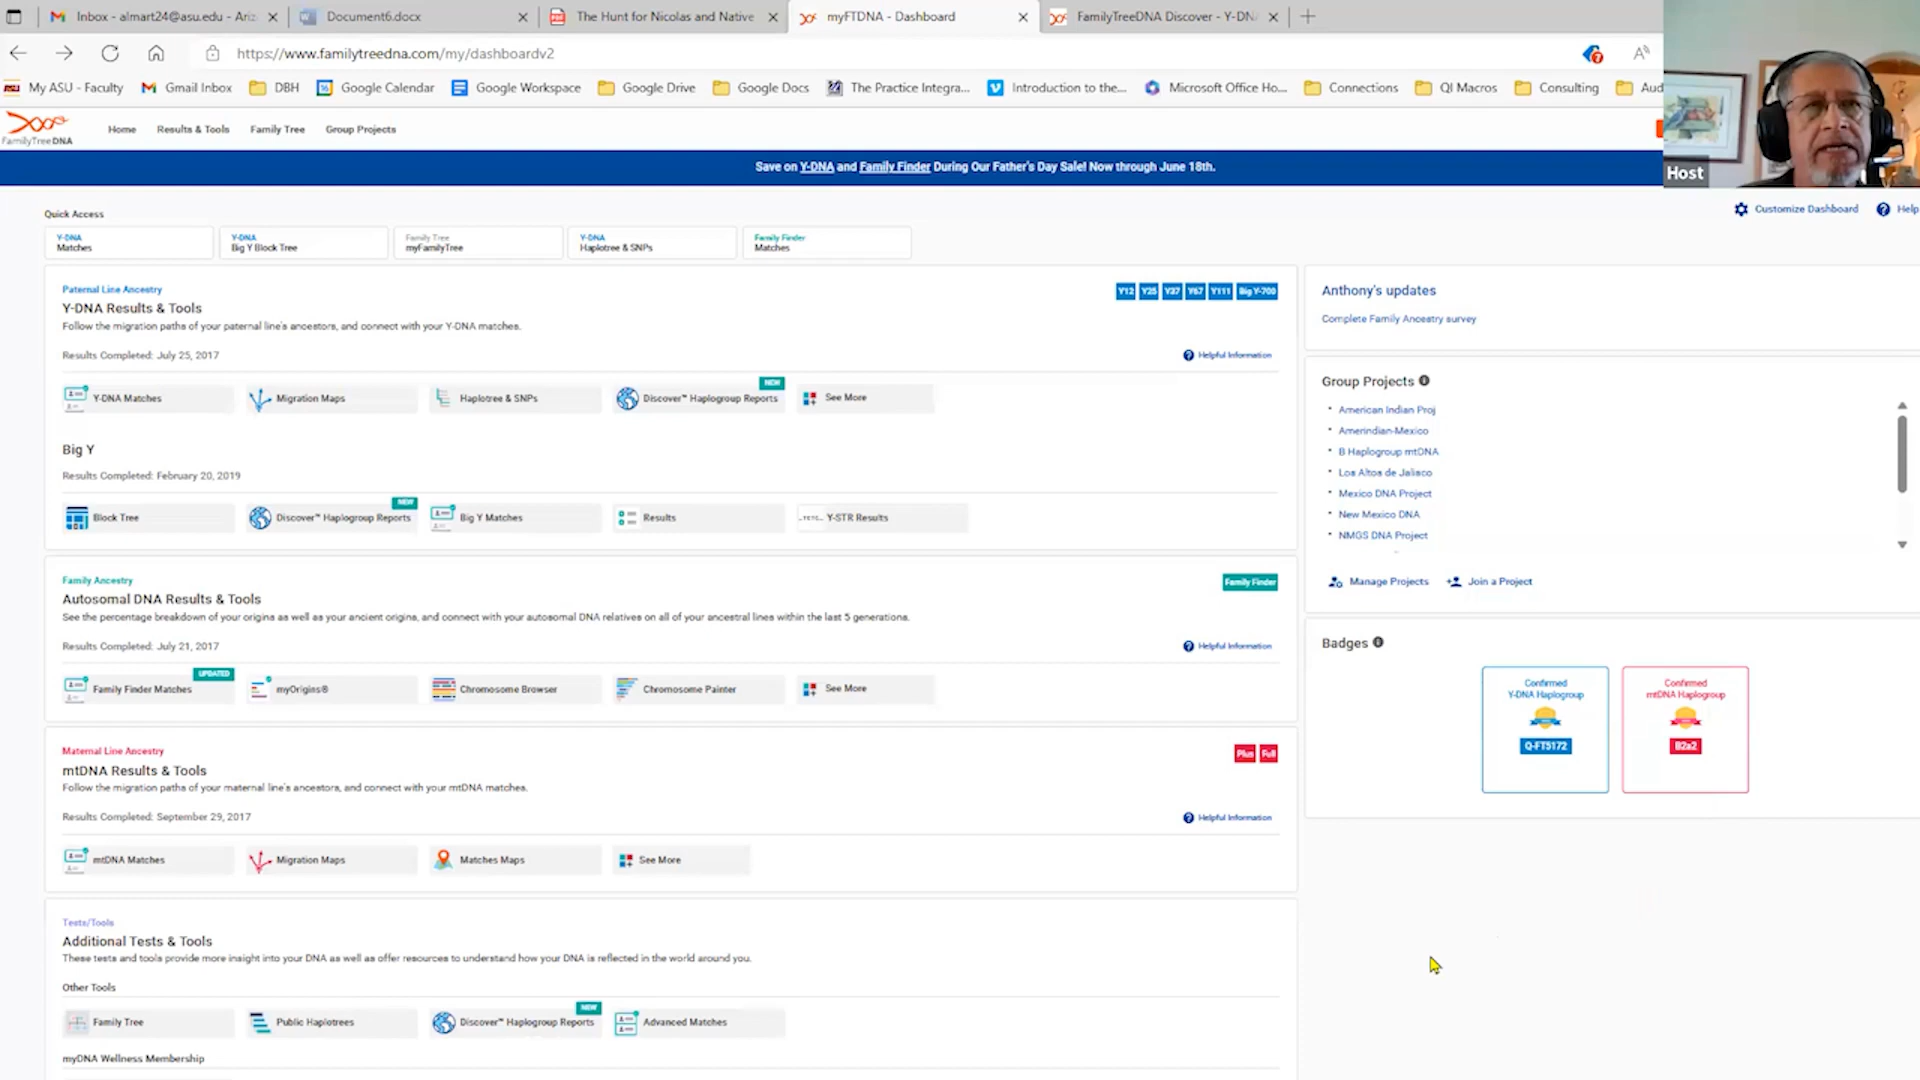 Inbox - almart24@asu.edu - Ariz
Document6.docx
The Hunt for Nicolas and Native
myFTDNA - Dashboard
FamilyTreeDNA Discover - Y-DNA
https://www.familytreedna.com/my/dashboardv2
My ASU - Faculty
Gmail Inbox
DBH
Google Calendar
Google Workspace
Google Drive
Google Docs
The Practice Integra...
Introduction to the...
Microsoft Office Ho...
Connections
QI Macros
Consulting
Aud
FamilyTreeDNA
Home
Results & Tools
Family Tree
Group Projects
Host
Save on Y-DNA and Family Finder During Our Father's Day Sale! Now through June 18th.
Customize Dashboard
Help
Quick Access
Y-DNA
Matches
Y-DNA
Big Y Block Tree
Family Tree
myFamilyTree
Y-DNA
Haplotree & SNPs
Family Finder
Matches
Paternal Line Ancestry
Y12 Y25 Y37 Y67 Y111 Big Y-700
Y-DNA Results & Tools
Follow the migration paths of your paternal line's ancestors, and connect with your Y-DNA matches.
Results Completed: July 25, 2017
Helpful Information
Y-DNA Matches
Migration Maps
Haplotree & SNPs
NEW
Discover™ Haplogroup Reports
See More
Big Y
Results Completed: February 20, 2019
Block Tree
NEW
Discover™ Haplogroup Reports
Big Y Matches
Results
Y-STR Results
Family Ancestry
Family Finder
Autosomal DNA Results & Tools
See the percentage breakdown of your origins as well as your ancient origins, and connect with your autosomal DNA relatives on all of your ancestral lines within the last 5 generations.
Results Completed: July 21, 2017
Helpful Information
UPDATED
Family Finder Matches
myOrigins®
Chromosome Browser
Chromosome Painter
See More
Maternal Line Ancestry
Plus Full
mtDNA Results & Tools
Follow the migration paths of your maternal line's ancestors, and connect with your mtDNA matches.
Results Completed: September 29, 2017
Helpful Information
mtDNA Matches
Migration Maps
Matches Maps
See More
Tests/Tools
Additional Tests & Tools
These tests and tools provide more insight into your DNA as well as offer resources to understand how your DNA is reflected in the world around you.
Other Tools
Family Tree
Public Haplotrees
NEW
Discover™ Haplogroup Reports
Advanced Matches
myDNA Wellness Membership
Anthony's updates
Complete Family Ancestry survey
Group Projects
American Indian Proj
Amerindian-Mexico
B Haplogroup mtDNA
Los Altos de Jalisco
Mexico DNA Project
New Mexico DNA
NMGS DNA Project
Manage Projects
Join a Project
Badges
Confirmed
Y-DNA Haplogroup
Q-FT5172
Confirmed
mtDNA Haplogroup
B2a2